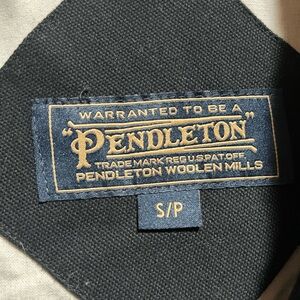 WARRANTED TO BE A
"PENDLETON"
TRADE MARK REG U.S. PAT. OFF.
PENDLETON WOOLEN MILLS
S/P